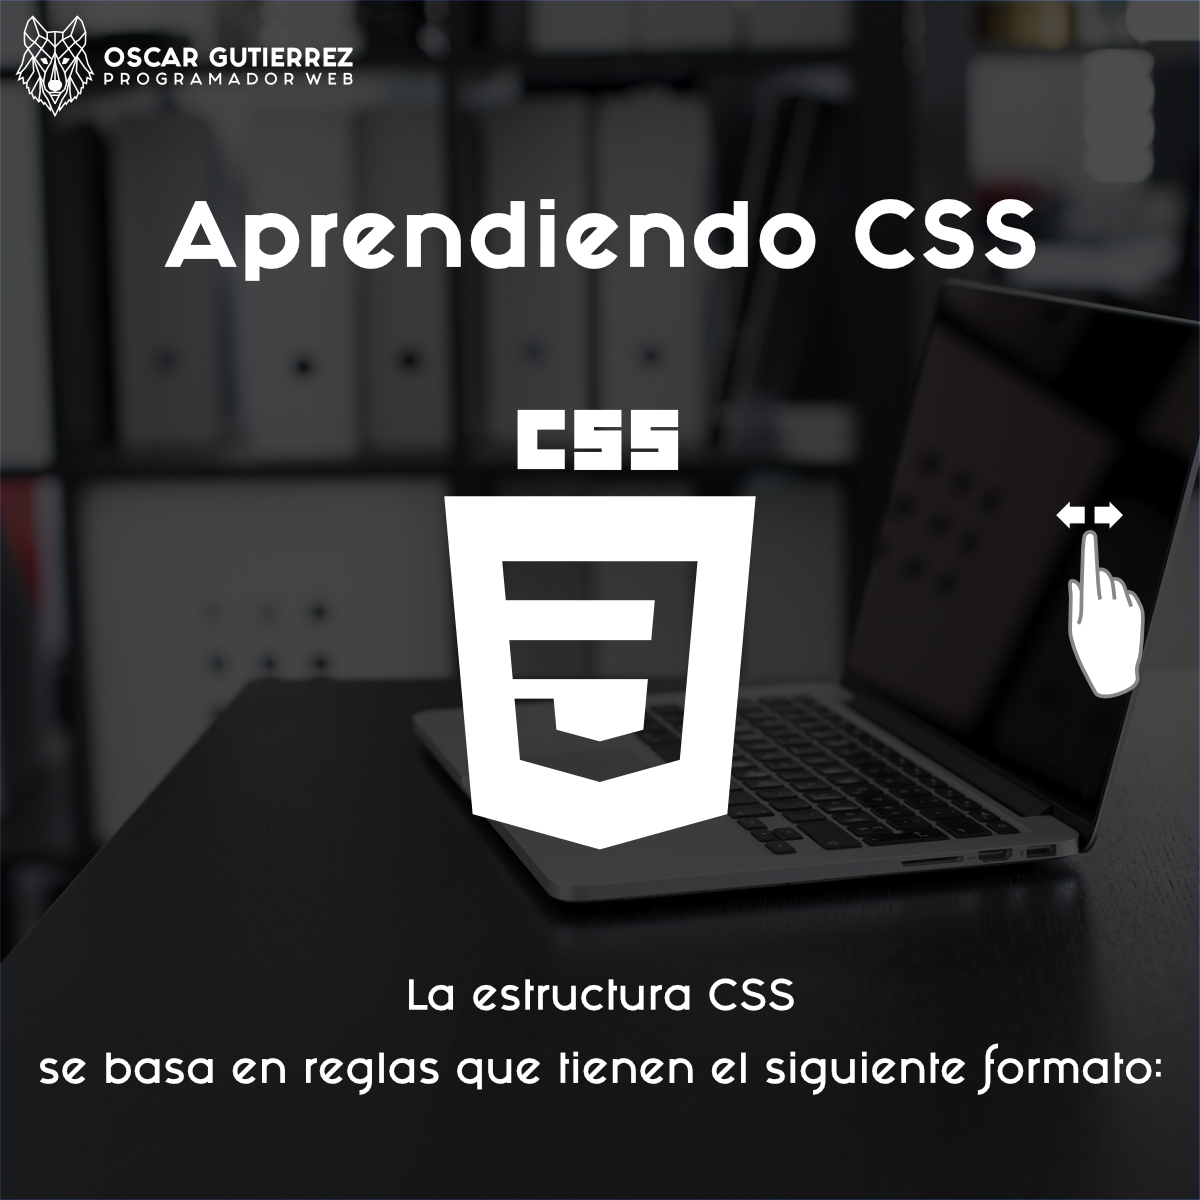 OSCAR GUTIERREZ
PROGRAMADOR WEB
Aprendiendo CSS
CSS
La estructura CSS
se basa en reglas que tienen el siguiente formato: